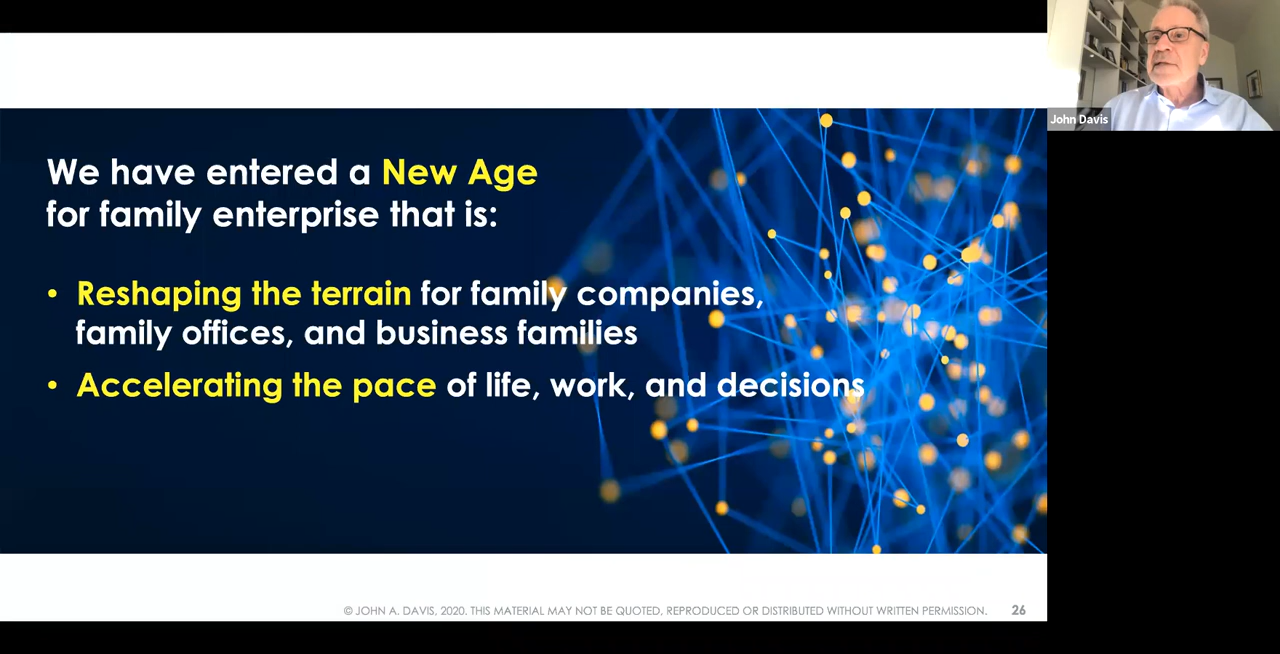 We have entered a New Age
for family enterprise that is:
• Reshaping the terrain for family companies,
family offices, and business families
• Accelerating the pace of life, work, and decisions
© JOHN A. DAVIS, 2020. THIS MATERIAL MAY NOT BE QUOTED, REPRODUCED OR DISTRIBUTED WITHOUT WRITTEN PERMISSION. 26
John Davis